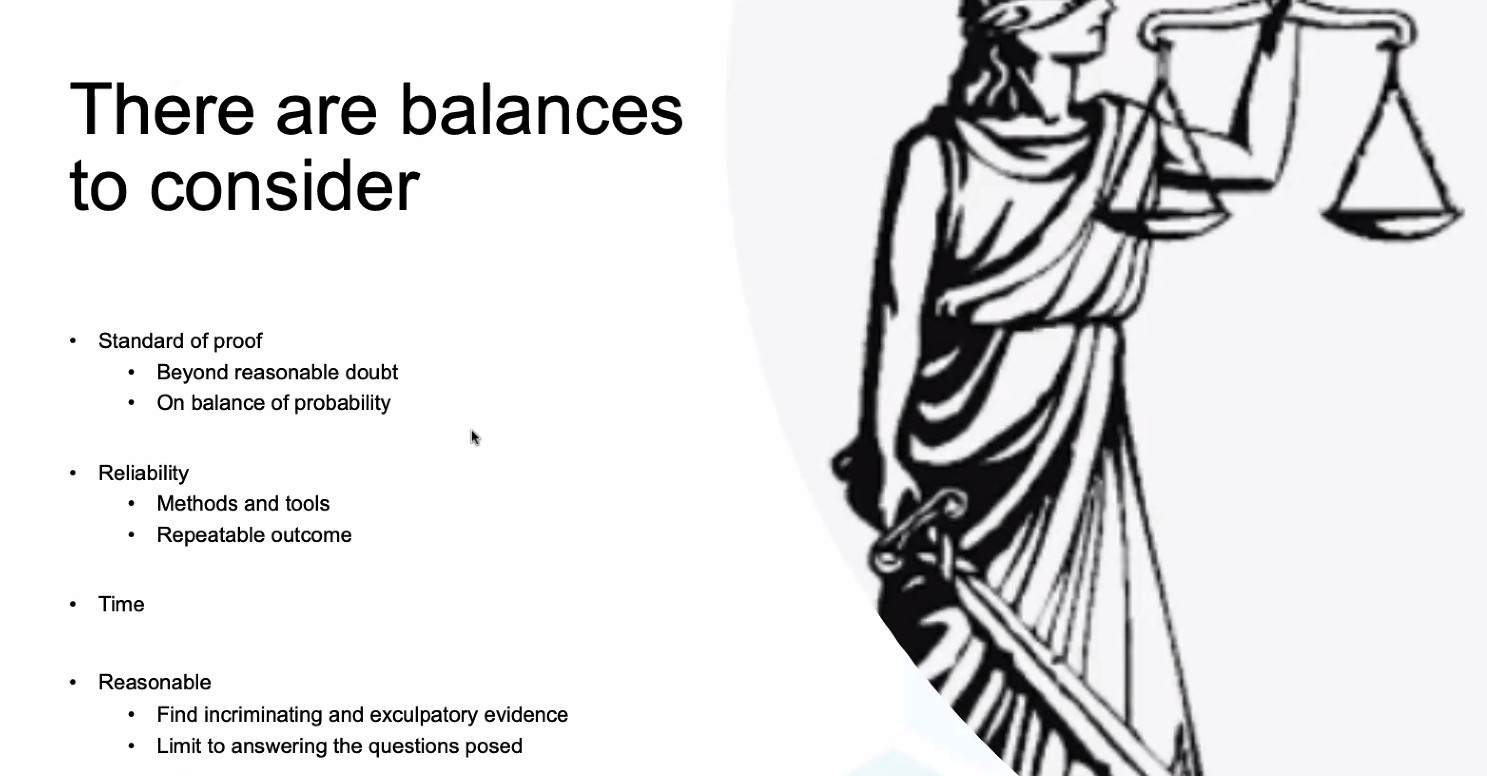 There are balances
to consider
• Standard of proof
• Beyond reasonable doubt
• On balance of probability
• Reliability
• Methods and tools
• Repeatable outcome
• Time
• Reasonable
• Find incriminating and exculpatory evidence
• Limit to answering the questions posed